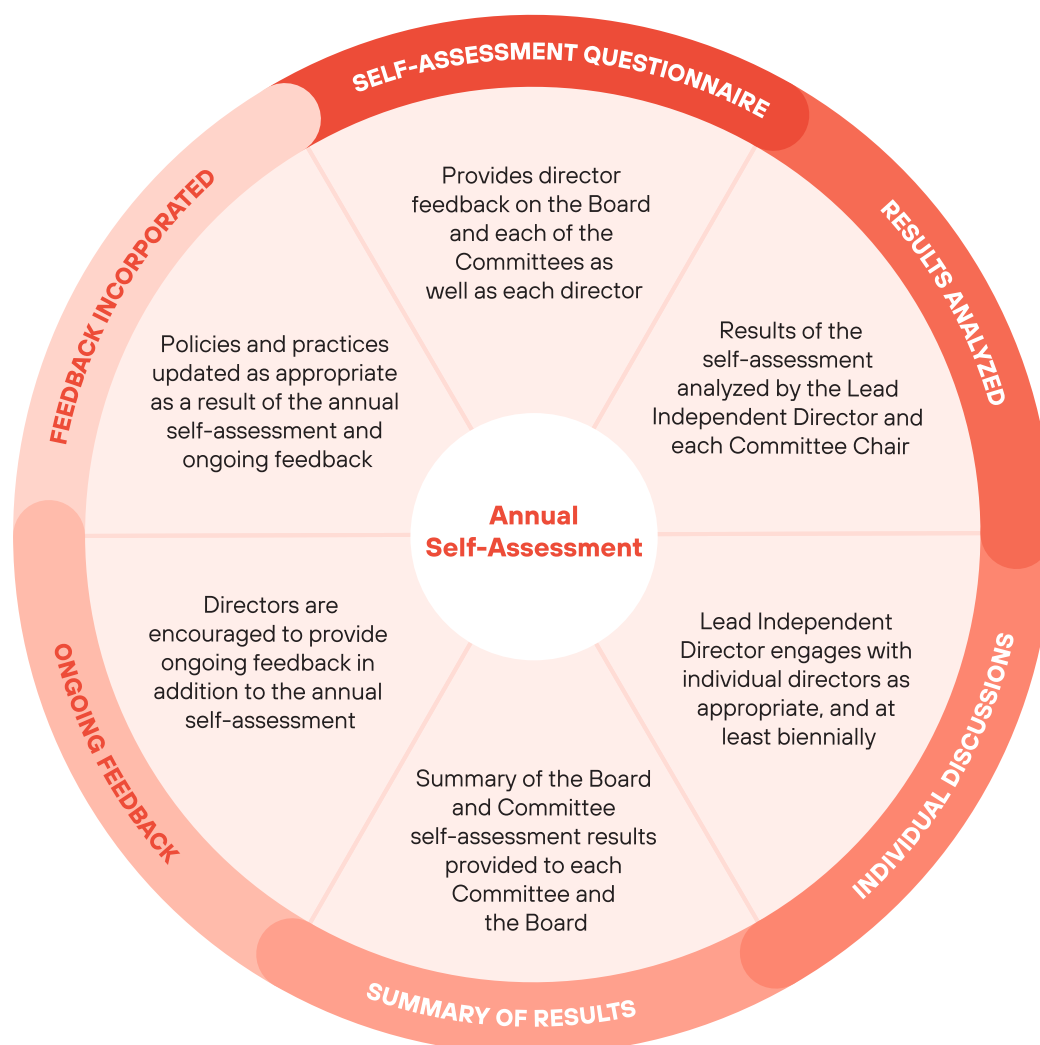 SELF-ASSESSMENT QUESTIONNAIRE
Provides director
feedback on the Board
and each of the
Committees as
well as each director
RESULTS ANALYZED
Results of the
self-assessment
analyzed by the Lead
Independent Director and
each Committee Chair
INDIVIDUAL DISCUSSIONS
Lead Independent
Director engages with
individual directors as
appropriate, and at
least biennially
SUMMARY OF RESULTS
Summary of the Board
and Committee
self-assessment results
provided to each
Committee and
the Board
ONGOING FEEDBACK
Directors are
encouraged to provide
ongoing feedback in
addition to the annual
self-assessment
FEEDBACK INCORPORATED
Policies and practices
updated as appropriate
as a result of the annual
self-assessment and
ongoing feedback
Annual
Self-Assessment